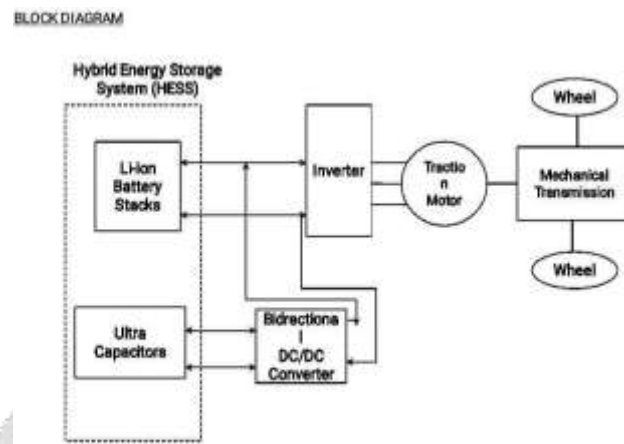 BLOCK DIAGRAM
Hybrid Energy Storage
System (HESS)
Li-ion
Battery
Stacks
Inverter
Tractio
n
Motor
Wheel
Mechanical
Transmission
Wheel
Ultra
Capacitors
Bidrectiona
l
DC/DC
Converter